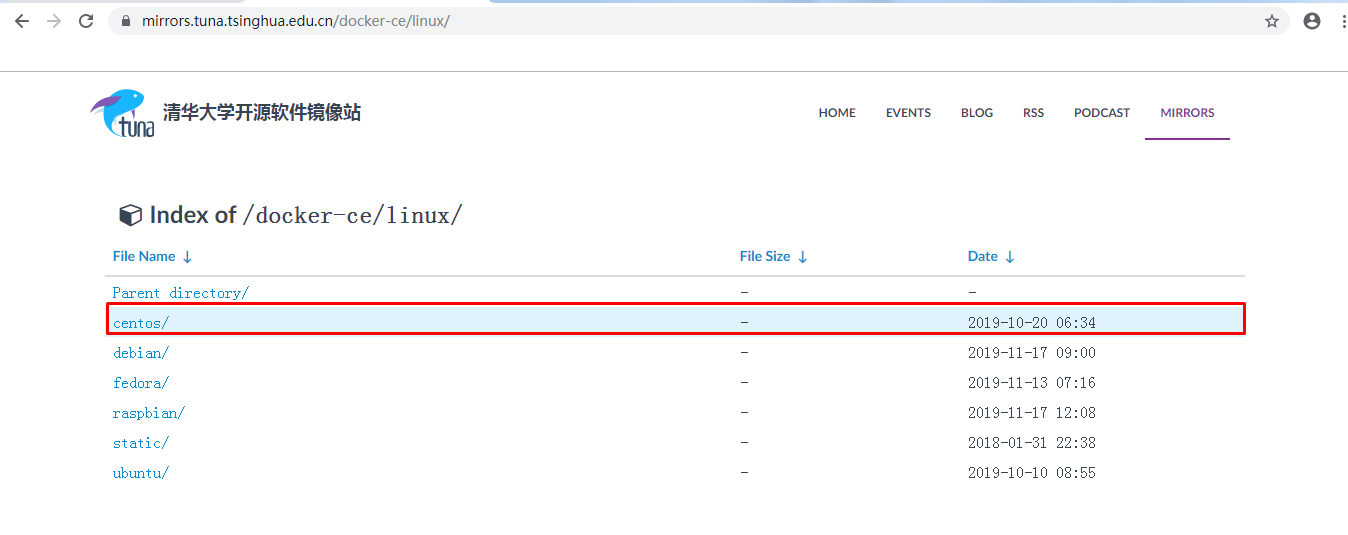 mirrors.tuna.tsinghua.edu.cn/docker-ce/linux/
tuna 清华大学开源软件镜像站 HOME EVENTS BLOG RSS PODCAST MIRRORS
Index of /docker-ce/linux/
File Name ↓ File Size ↓ Date ↓
Parent directory/ - -
centos/ - 2019-10-20 06:34
debian/ - 2019-11-17 09:00
fedora/ - 2019-11-13 07:16
raspbian/ - 2019-11-17 12:08
static/ - 2018-01-31 22:38
ubuntu/ - 2019-10-10 08:55